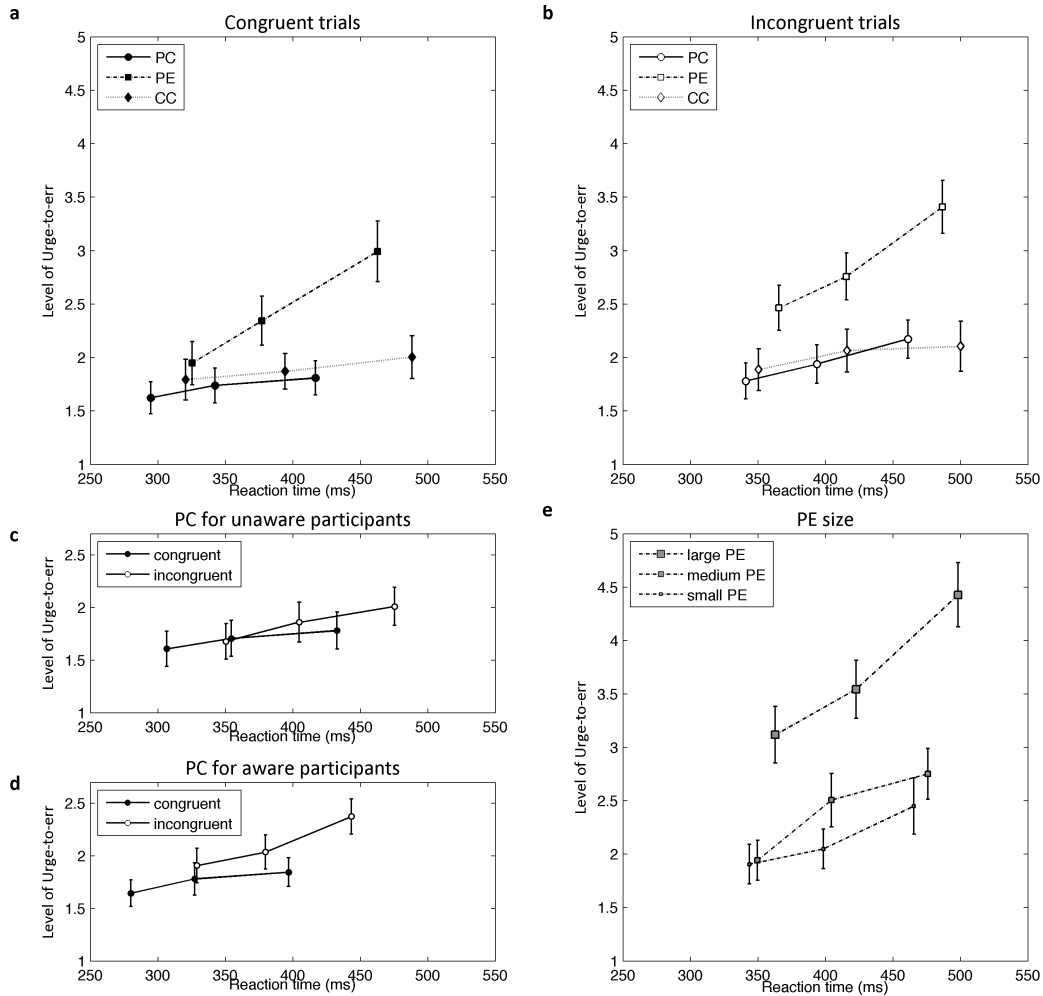 a
Congruent trials
5
4.5
4
3.5
3
2.5
2
1.5
1
Level of Urge-to-err
PC
PE
CC
250 300 350 400 450 500 550
Reaction time (ms)
b
Incongruent trials
5
4.5
4
3.5
3
2.5
2
1.5
1
Level of Urge-to-err
PC
PE
CC
250 300 350 400 450 500 550
Reaction time (ms)
c
PC for unaware participants
2.5
2
1.5
1
Level of Urge-to-err
congruent
incongruent
250 300 350 400 450 500 550
Reaction time (ms)
d
PC for aware participants
2.5
2
1.5
1
Level of Urge-to-err
congruent
incongruent
250 300 350 400 450 500 550
Reaction time (ms)
e
PE size
5
4.5
4
3.5
3
2.5
2
1.5
1
Level of Urge-to-err
large PE
medium PE
small PE
250 300 350 400 450 500 550
Reaction time (ms)